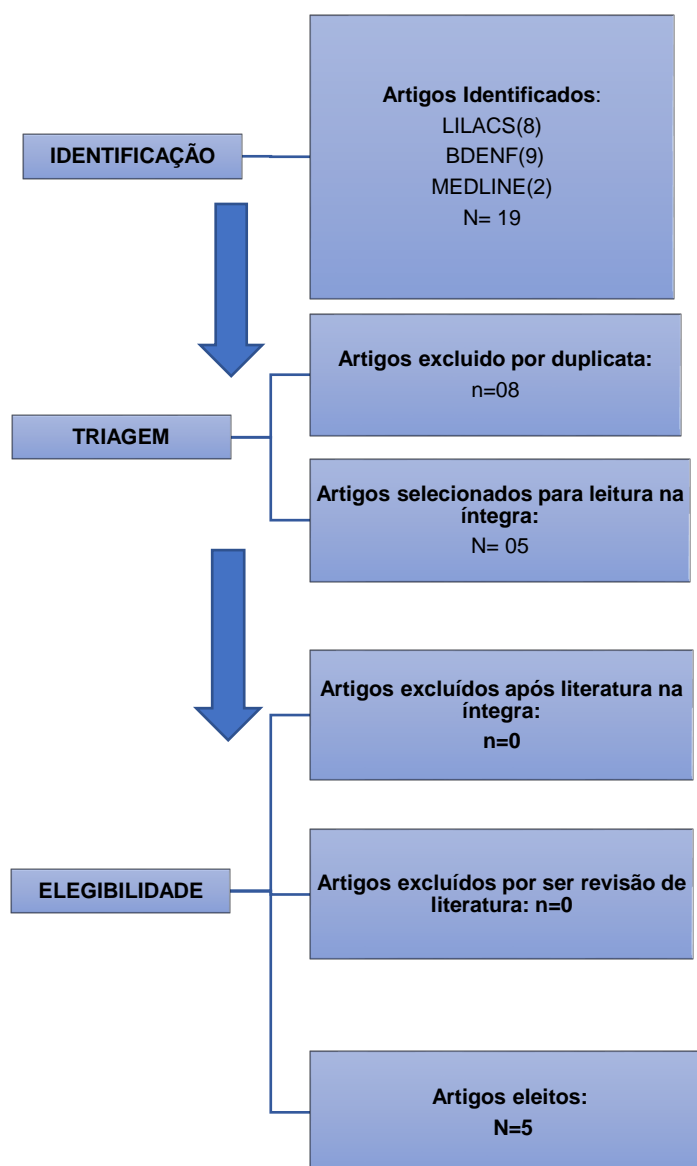 IDENTIFICAÇÃO
Artigos Identificados:
LILACS(8)
BDENF(9)
MEDLINE(2)
N= 19
TRIAGEM
Artigos excluido por duplicata:
n=08
Artigos selecionados para leitura na
íntegra:
N= 05
ELEGIBILIDADE
Artigos excluídos após literatura na
íntegra:
n=0
Artigos excluídos por ser revisão de
literatura: n=0
Artigos eleitos:
N=5